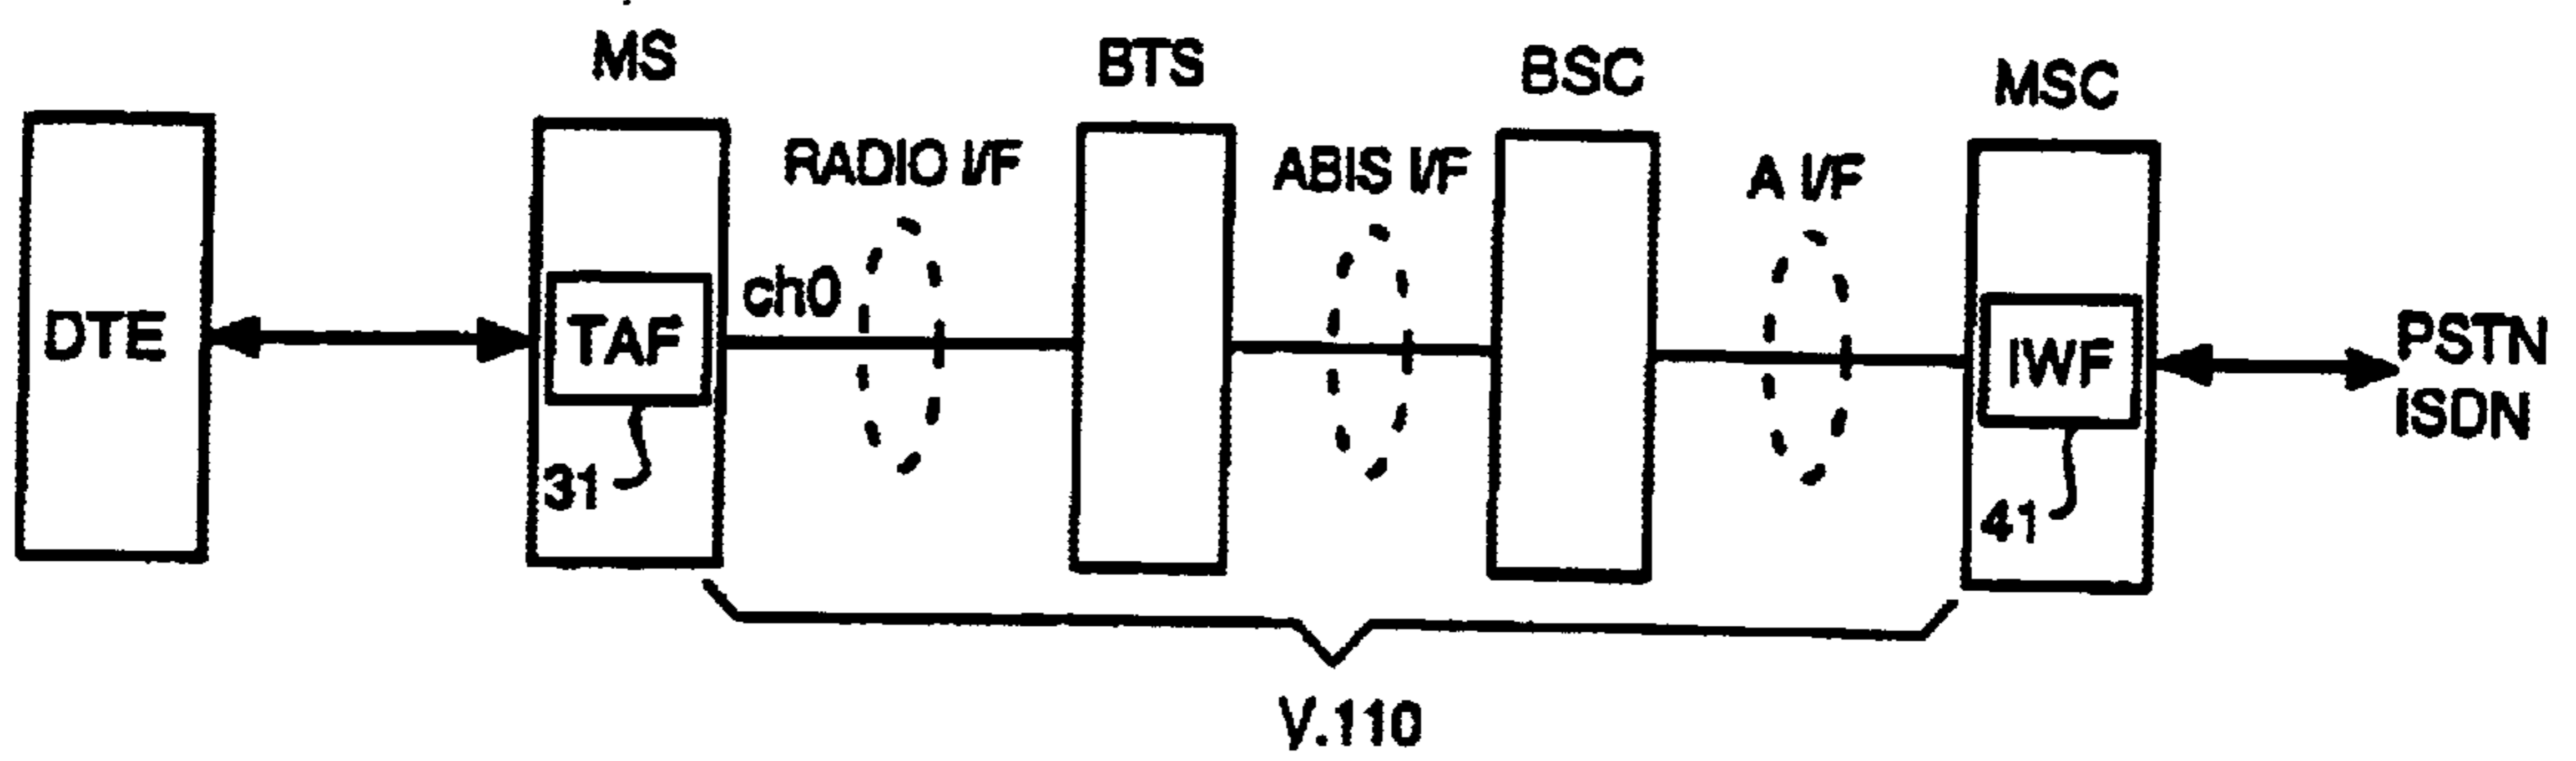 MS
BTS
BSC
MSC
RADIO I/F
ABIS I/F
A I/F
DTE
TAF
ch0
IWF
PSTN
ISDN
31
41
V.110